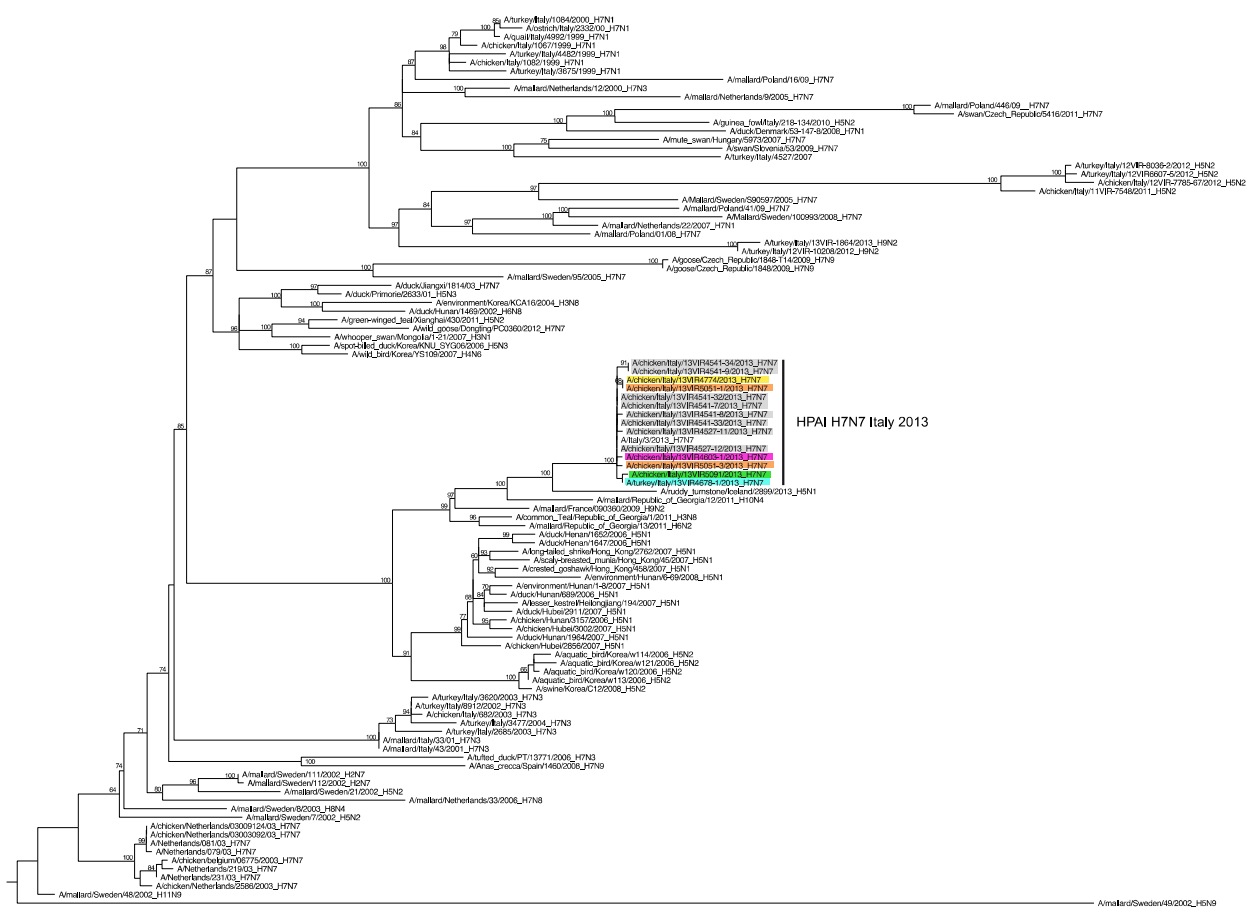 A/turkey/Italy/1084/2000_H7N1
A/ostrich/Italy/2332/00_H7N1
A/quail/Italy/4992/1999_H7N1
A/chicken/Italy/1067/1999_H7N1
A/turkey/Italy/4482/1999_H7N1
A/chicken/Italy/1082/1999_H7N1
A/turkey/Italy/3675/1999_H7N1
A/mallard/Poland/16/09_H7N7
A/mallard/Netherlands/12/2000_H7N3
A/mallard/Netherlands/9/2005_H7N7
A/mallard/Poland/446/09_H7N7
A/swan/Czech_Republic/5416/2011_H7N7
A/guinea_fowl/Italy/218-134/2010_H5N2
A/duck/Denmark/53-147-8/2008_H7N1
A/mute_swan/Hungary/5973/2007_H7N7
A/swan/Slovenia/53/2009_H7N7
A/turkey/Italy/4527/2007
A/turkey/Italy/12VIR-8036-2/2012_H5N2
A/turkey/Italy/12VIR6607-5/2012_H5N2
A/chicken/Italy/12VIR-7785-67/2012_H5N2
A/chicken/Italy/11VIR-7548/2011_H5N2
A/Mallard/Sweden/S90597/2005_H7N7
A/mallard/Poland/41/09_H7N7
A/Mallard/Sweden/100993/2008_H7N7
A/mallard/Netherlands/22/2007_H7N1
A/mallard/Poland/01/08_H7N7
A/turkey/Italy/13VIR-1864/2013_H9N2
A/turkey/Italy/12VIR-10208/2012_H9N2
A/goose/Czech_Republic/1848-T14/2009_H7N9
A/goose/Czech_Republic/1848/2009_H7N9
A/mallard/Sweden/95/2005_H7N7
A/duck/Jiangxi/1814/03_H7N7
A/duck/Primorie/2633/01_H5N3
A/environment/Korea/KCA16/2004_H3N8
A/duck/Hunan/1469/2002_H6N8
A/green-winged_teal/Xianghai/430/2011_H5N2
A/wild_goose/Dongting/PC0360/2012_H7N7
A/whooper_swan/Mongolia/1-21/2007_H3N1
A/spot-billed_duck/Korea/KNU_SYG06/2006_H5N3
A/wild_bird/Korea/YS109/2007_H4N6
A/chicken/Italy/13VIR4541-34/2013_H7N7
A/chicken/Italy/13VIR4541-9/2013_H7N7
A/chicken/Italy/13VIR4774/2013_H7N7
A/chicken/Italy/13VIR5051-1/2013_H7N7
A/chicken/Italy/13VIR4541-32/2013_H7N7
A/chicken/Italy/13VIR4541-7/2013_H7N7
A/chicken/Italy/13VIR4541-8/2013_H7N7
A/chicken/Italy/13VIR4541-33/2013_H7N7
HPAI H7N7 Italy 2013
A/chicken/Italy/13VIR4527-11/2013_H7N7
A/Italy/3/2013_H7N7
A/chicken/Italy/13VIR4527-12/2013_H7N7
A/chicken/Italy/13VIR4603-1/2013_H7N7
A/chicken/Italy/13VIR5051-3/2013_H7N7
A/chicken/Italy/13VIR5091/2013_H7N7
A/turkey/Italy/13VIR4678-1/2013_H7N7
A/ruddy_turnstone/Iceland/2899/2013_H5N1
A/mallard/Republic_of_Georgia/12/2011_H10N4
A/mallard/France/090360/2009_H9N2
A/common_Teal/Republic_of_Georgia/1/2011_H3N8
A/mallard/Republic_of_Georgia/13/2011_H6N2
A/duck/Henan/1652/2006_H5N1
A/duck/Henan/1647/2006_H5N1
A/long-tailed_shrike/Hong_Kong/2762/2007_H5N1
A/scaly-breasted_munia/Hong_Kong/45/2007_H5N1
A/crested_goshawk/Hong_Kong/458/2007_H5N1
A/environment/Hunan/6-69/2008_H5N1
A/environment/Hunan/1-8/2007_H5N1
A/duck/Hunan/689/2006_H5N1
A/lesser_kestrel/Heilongjiang/194/2007_H5N1
A/duck/Hubei/2911/2007_H5N1
A/chicken/Hunan/3157/2006_H5N1
A/chicken/Hubei/3002/2007_H5N1
A/duck/Hunan/1964/2007_H5N1
A/chicken/Hubei/2856/2007_H5N1
A/aquatic_bird/Korea/w114/2006_H5N2
A/aquatic_bird/Korea/w121/2006_H5N2
A/aquatic_bird/Korea/w120/2006_H5N2
A/aquatic_bird/Korea/w113/2006_H5N2
A/swine/Korea/C12/2008_H5N2
A/turkey/Italy/3620/2003_H7N3
A/turkey/Italy/8912/2002_H7N3
A/chicken/Italy/682/2003_H7N3
A/turkey/Italy/3477/2004_H7N3
A/turkey/Italy/2685/2003_H7N3
A/mallard/Italy/33/01_H7N3
A/mallard/Italy/43/2001_H7N3
A/tufted_duck/PT/13771/2006_H7N3
A/Anas_crecca/Spain/1460/2008_H7N9
A/mallard/Sweden/111/2002_H2N7
A/mallard/Sweden/112/2002_H2N7
A/mallard/Sweden/21/2002_H5N2
A/mallard/Netherlands/33/2006_H7N8
A/mallard/Sweden/8/2003_H8N4
A/mallard/Sweden/7/2002_H5N2
A/chicken/Netherlands/03009124/03_H7N7
A/chicken/Netherlands/03003092/03_H7N7
A/Netherlands/081/03_H7N7
A/Netherlands/079/03_H7N7
A/chicken/belgium/06775/2003_H7N7
A/Netherlands/219/03_H7N7
A/Netherlands/231/03_H7N7
A/chicken/Netherlands/2586/2003_H7N7
A/mallard/Sweden/48/2002_H11N9
A/mallard/Sweden/49/2002_H5N9